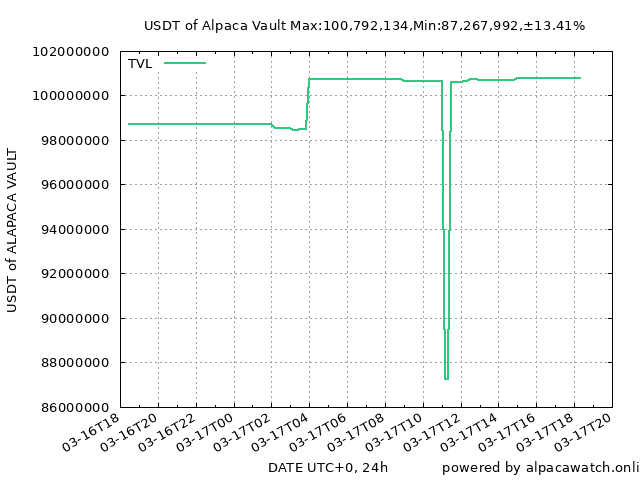 USDT of Alpaca Vault Max:100,792,134,Min:87,267,992,±13.41%
TVL
102000000
100000000
98000000
96000000
94000000
92000000
90000000
88000000
86000000
USDT of ALAPACA VAULT
03-16T18
03-16T20
03-16T22
03-17T00
03-17T02
03-17T04
03-17T06
03-17T08
03-17T10
03-17T12
03-17T14
03-17T16
03-17T18
03-17T20
DATE UTC+0, 24h
powered by alpacawatch.onli